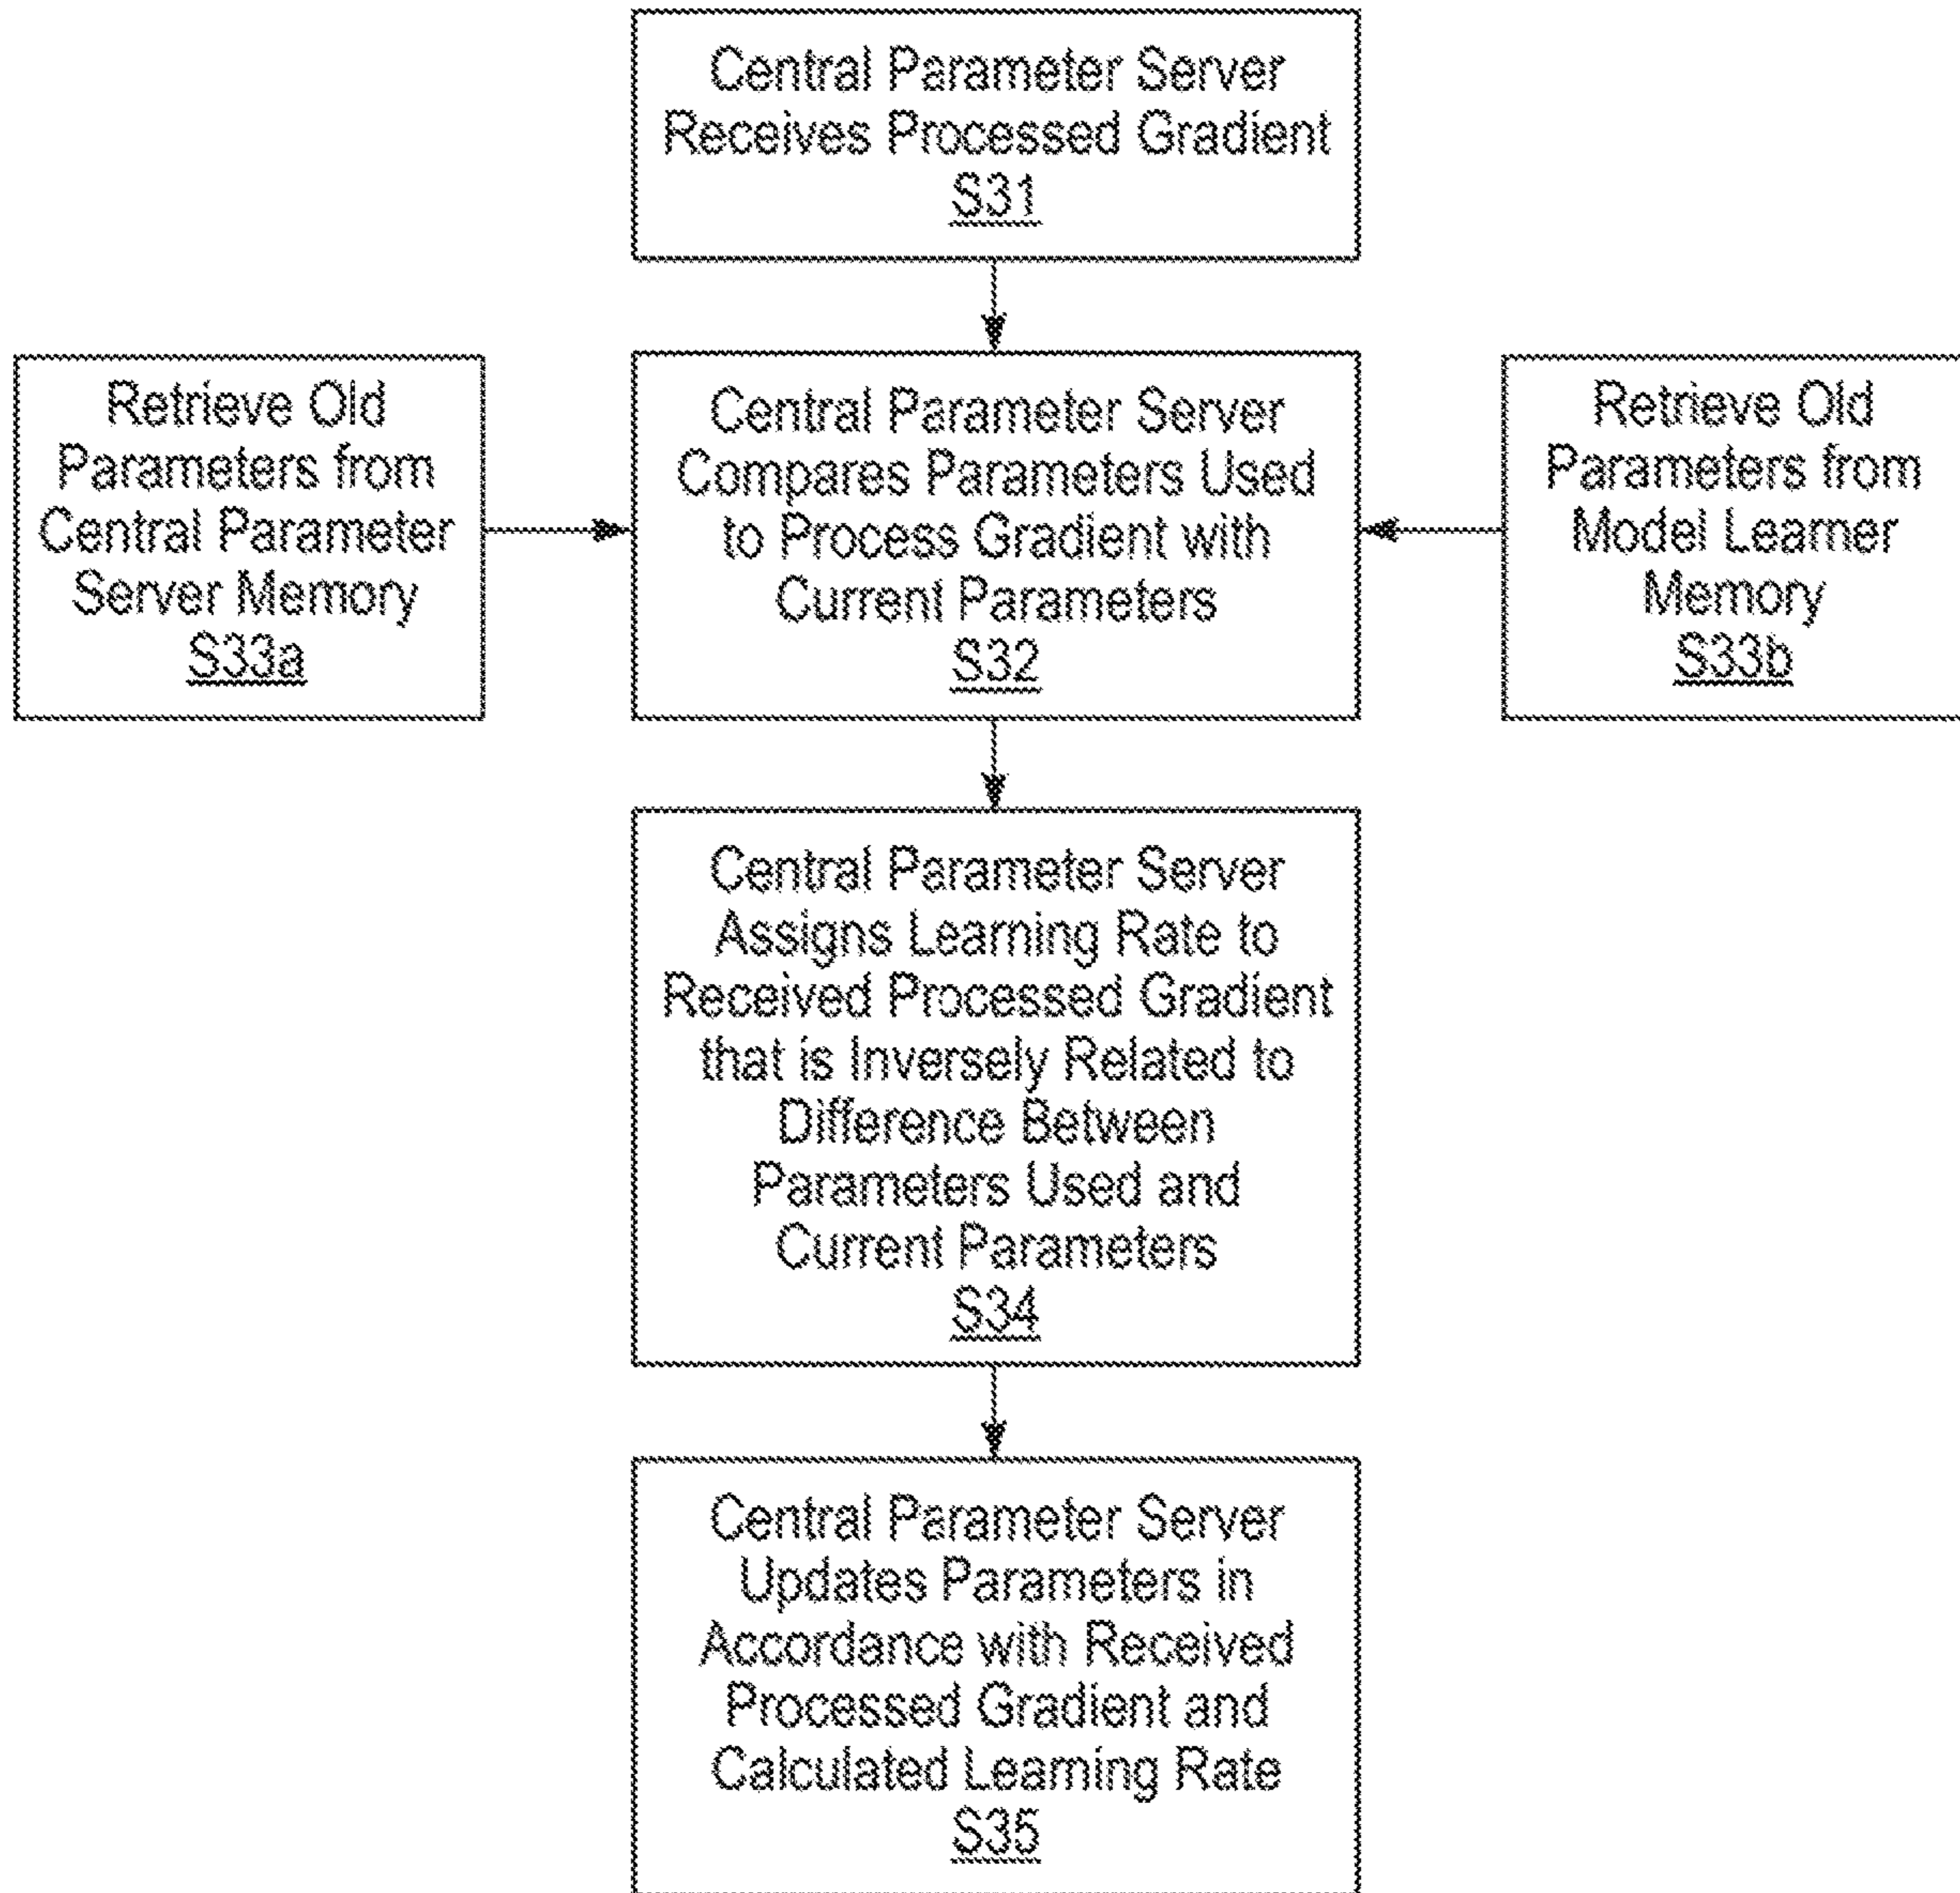 Central Parameter Server
Receives Processed Gradient
S31
Retrieve Old
Parameters from
Central Parameter
Server Memory
S33a
Central Parameter Server
Compares Parameters Used
to Process Gradient with
Current Parameters
S32
Retrieve Old
Parameters from
Model Learner
Memory
S33b
Central Parameter Server
Assigns Learning Rate to
Received Processed Gradient
that is Inversely Related to
Difference Between
Parameters Used and
Current Parameters
S34
Central Parameter Server
Updates Parameters in
Accordance with Received
Processed Gradient and
Calculated Learning Rate
S35